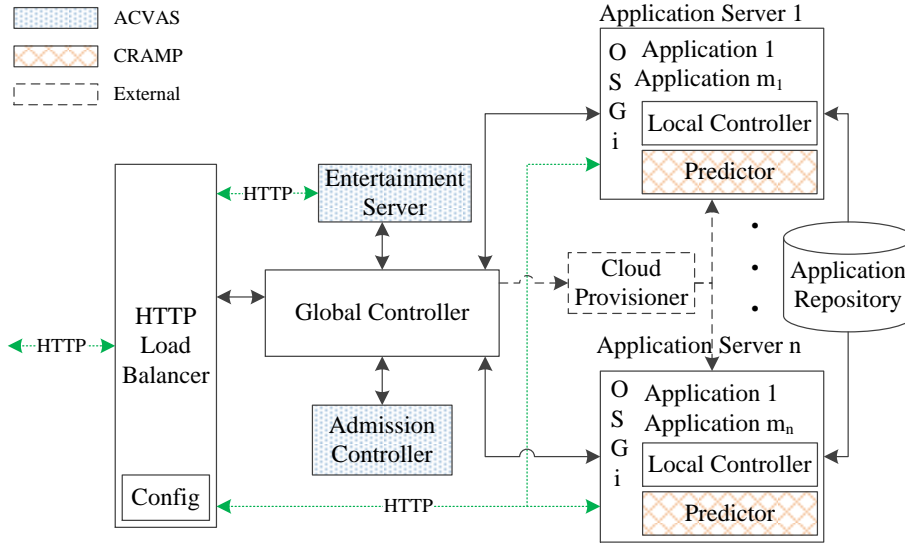 ACVAS
CRAMP
External
Application Server 1
O
S
G
i
Application 1
Application m1
Local Controller
Predictor
HTTP
Entertainment
Server
Cloud
Provisioner
Application
Repository
Global Controller
HTTP
Load
Balancer
HTTP
Config
Admission
Controller
HTTP
Application Server n
O
S
G
i
Application 1
Application mn
Local Controller
Predictor